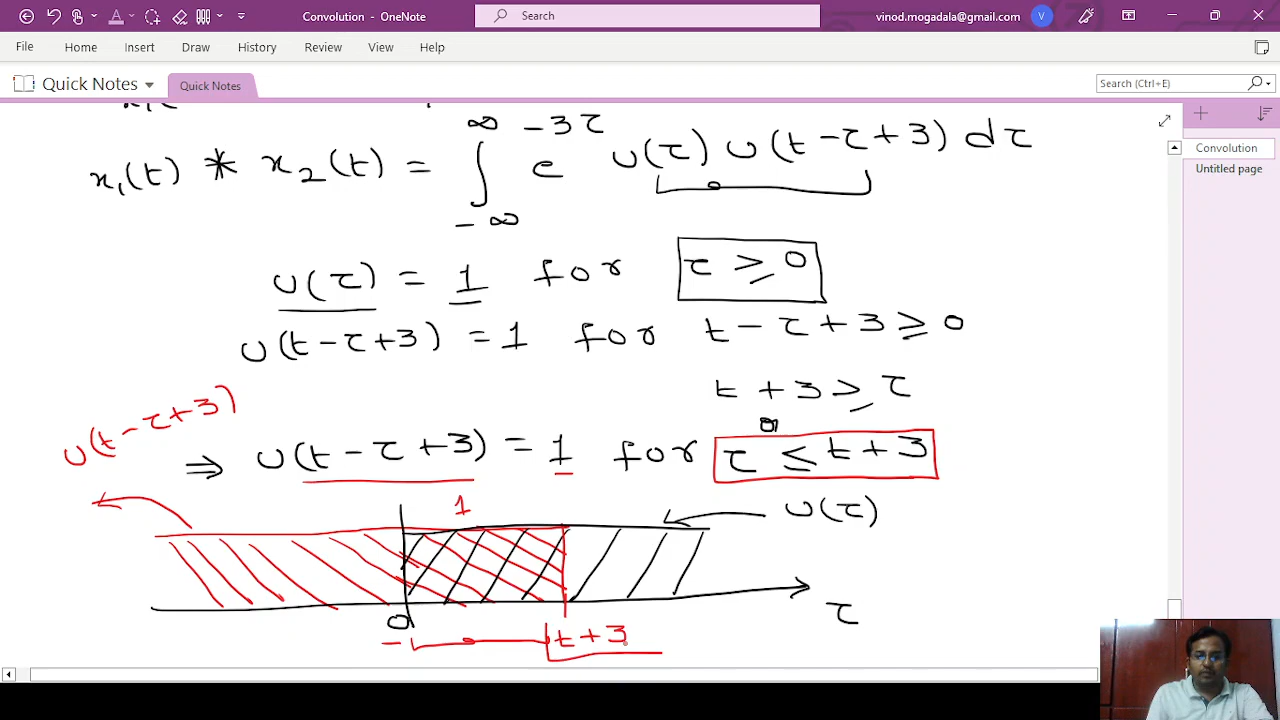 Convolution - OneNote
Search
vinod.mogadala@gmail.com
V
File Home Insert Draw History Review View Help
Quick Notes
Quick Notes
Search (Ctrl+E)
Convolution
Untitled page
x₁(t) * x₂(t) = ∫_{-∞}^{∞} e^{-3τ} u(τ) u(t-τ+3) dτ
u(τ) = 1 for τ ≥ 0
u(t-τ+3) = 1 for t-τ+3 ≥ 0
t+3 ≥ τ
u(t-τ+3)
⇒ u(t-τ+3) = 1 for τ ≤ t+3
1
u(τ)
0
τ
t+3